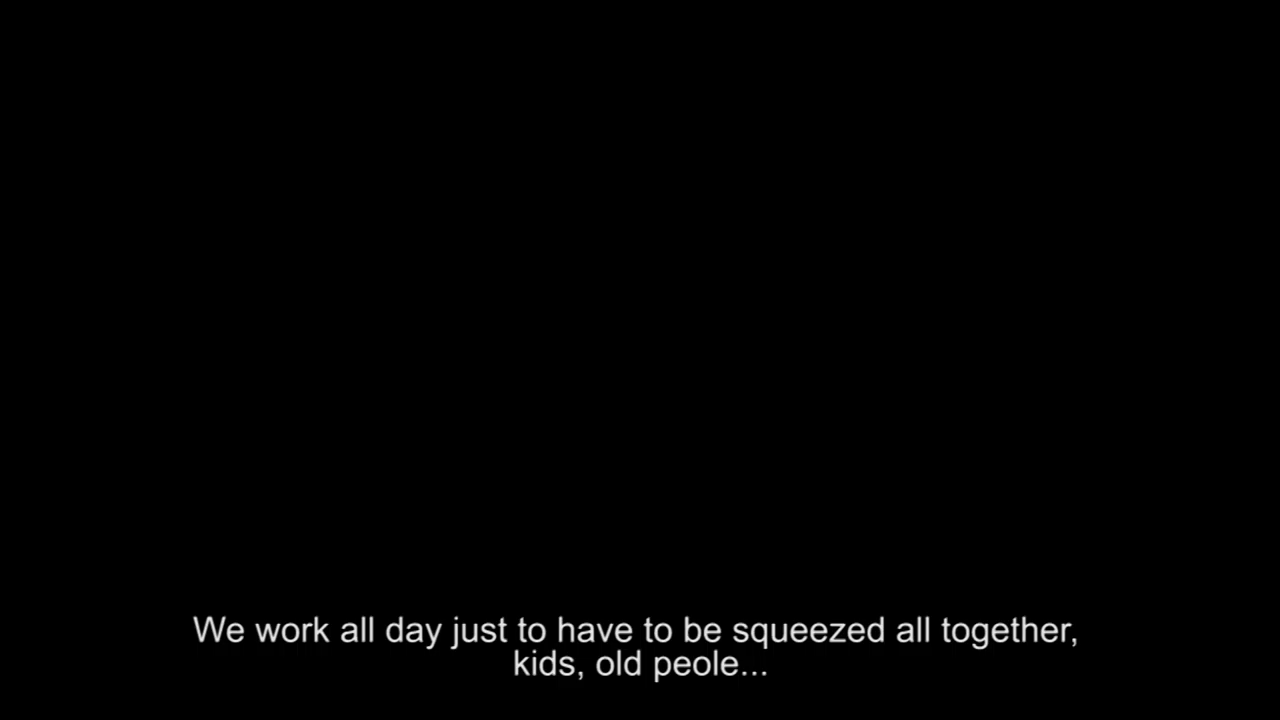 We work all day just to have to be squeezed all together,
kids, old peole...